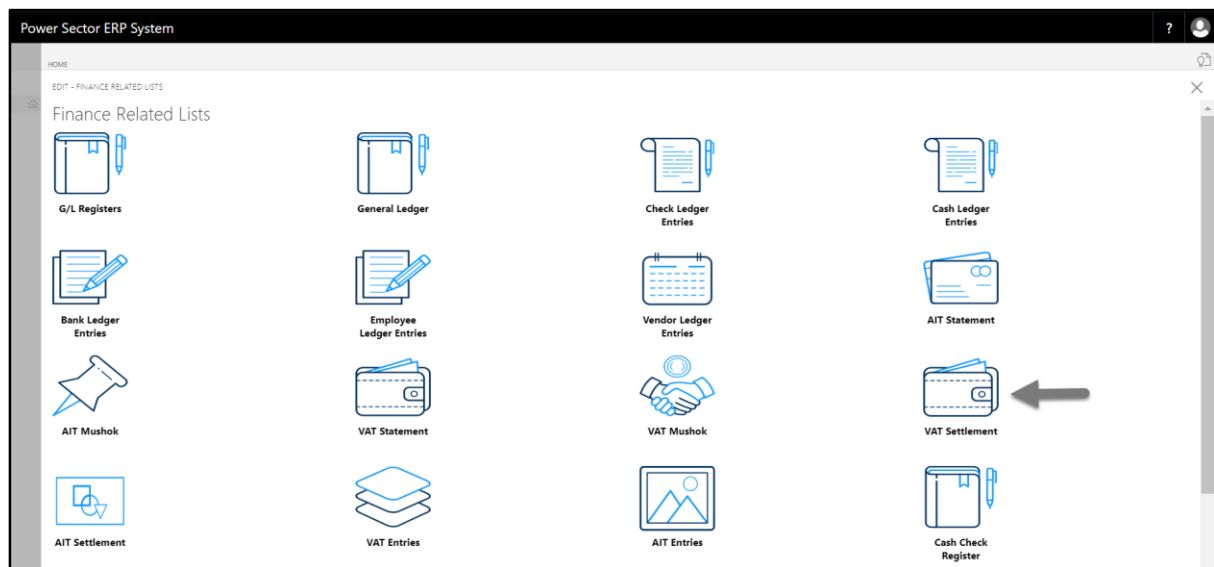 Power Sector ERP System
?
HOME
EDIT - FINANCE RELATED LISTS
Finance Related Lists
G/L Registers
General Ledger
Check Ledger
Entries
Cash Ledger
Entries
Bank Ledger
Entries
Employee
Ledger Entries
Vendor Ledger
Entries
AIT Statement
AIT Mushok
VAT Statement
VAT Mushok
VAT Settlement
AIT Settlement
VAT Entries
AIT Entries
Cash Check
Register